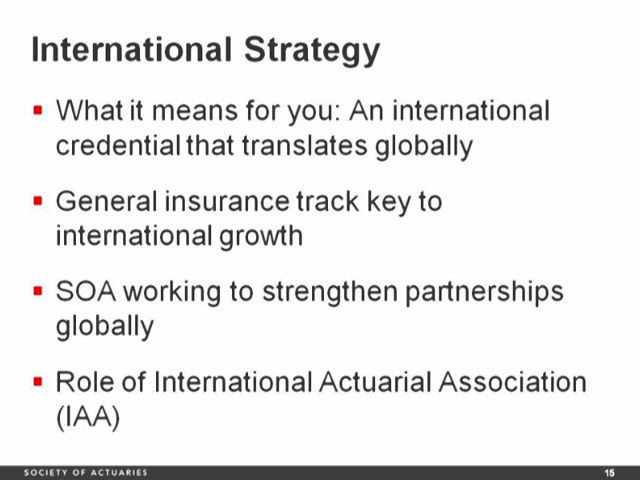 International Strategy
What it means for you: An international
credential that translates globally
General insurance track key to
international growth
SOA working to strengthen partnerships
globally
Role of International Actuarial Association
(IAA)
SOCIETY OF ACTUARIES
15